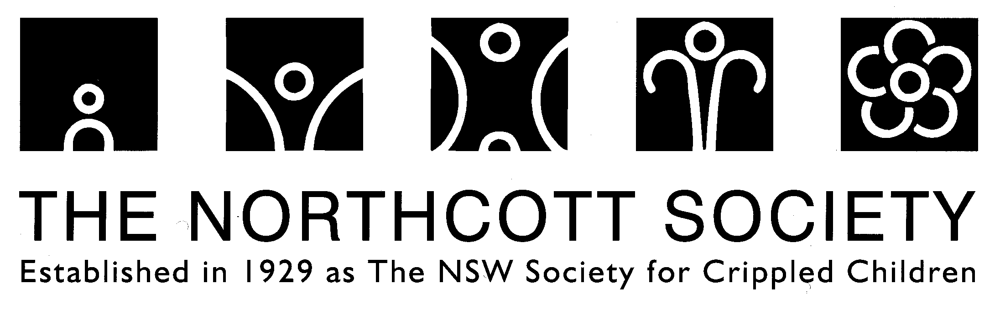 THE NORTHCOTT SOCIETY
Established in 1929 as The NSW Society for Crippled Children